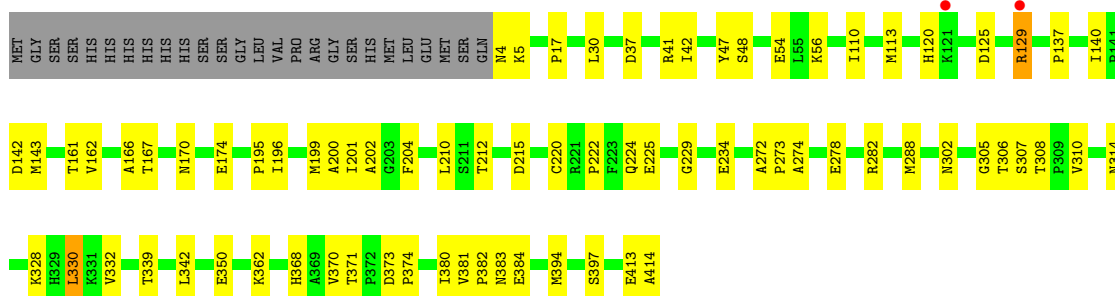 MET GLY SER SER HIS HIS HIS HIS HIS HIS SER SER GLY LEU VAL PRO ARG GLY SER HIS MET LEU GLU MET SER GLN N4 K5 P17 L30 D37 R41 I42 Y47 S48 E54 L55 K56 I110 M113 H120 K121 D125 R129 P137 I140 P141
D142 M143 T161 V162 A166 T167 N170 E174 P195 I196 M199 A200 I201 A202 G203 F204 L210 S211 T212 D215 C220 R221 P222 F223 Q224 E225 G229 E234 A272 P273 A274 E278 R282 M288 N302 G305 T306 S307 T308 P309 V310 N314
K328 H329 L330 K331 V332 T339 L342 E350 K362 H368 A369 V370 T371 P372 D373 P374 I380 V381 P382 N383 E384 M394 S397 E413 A414